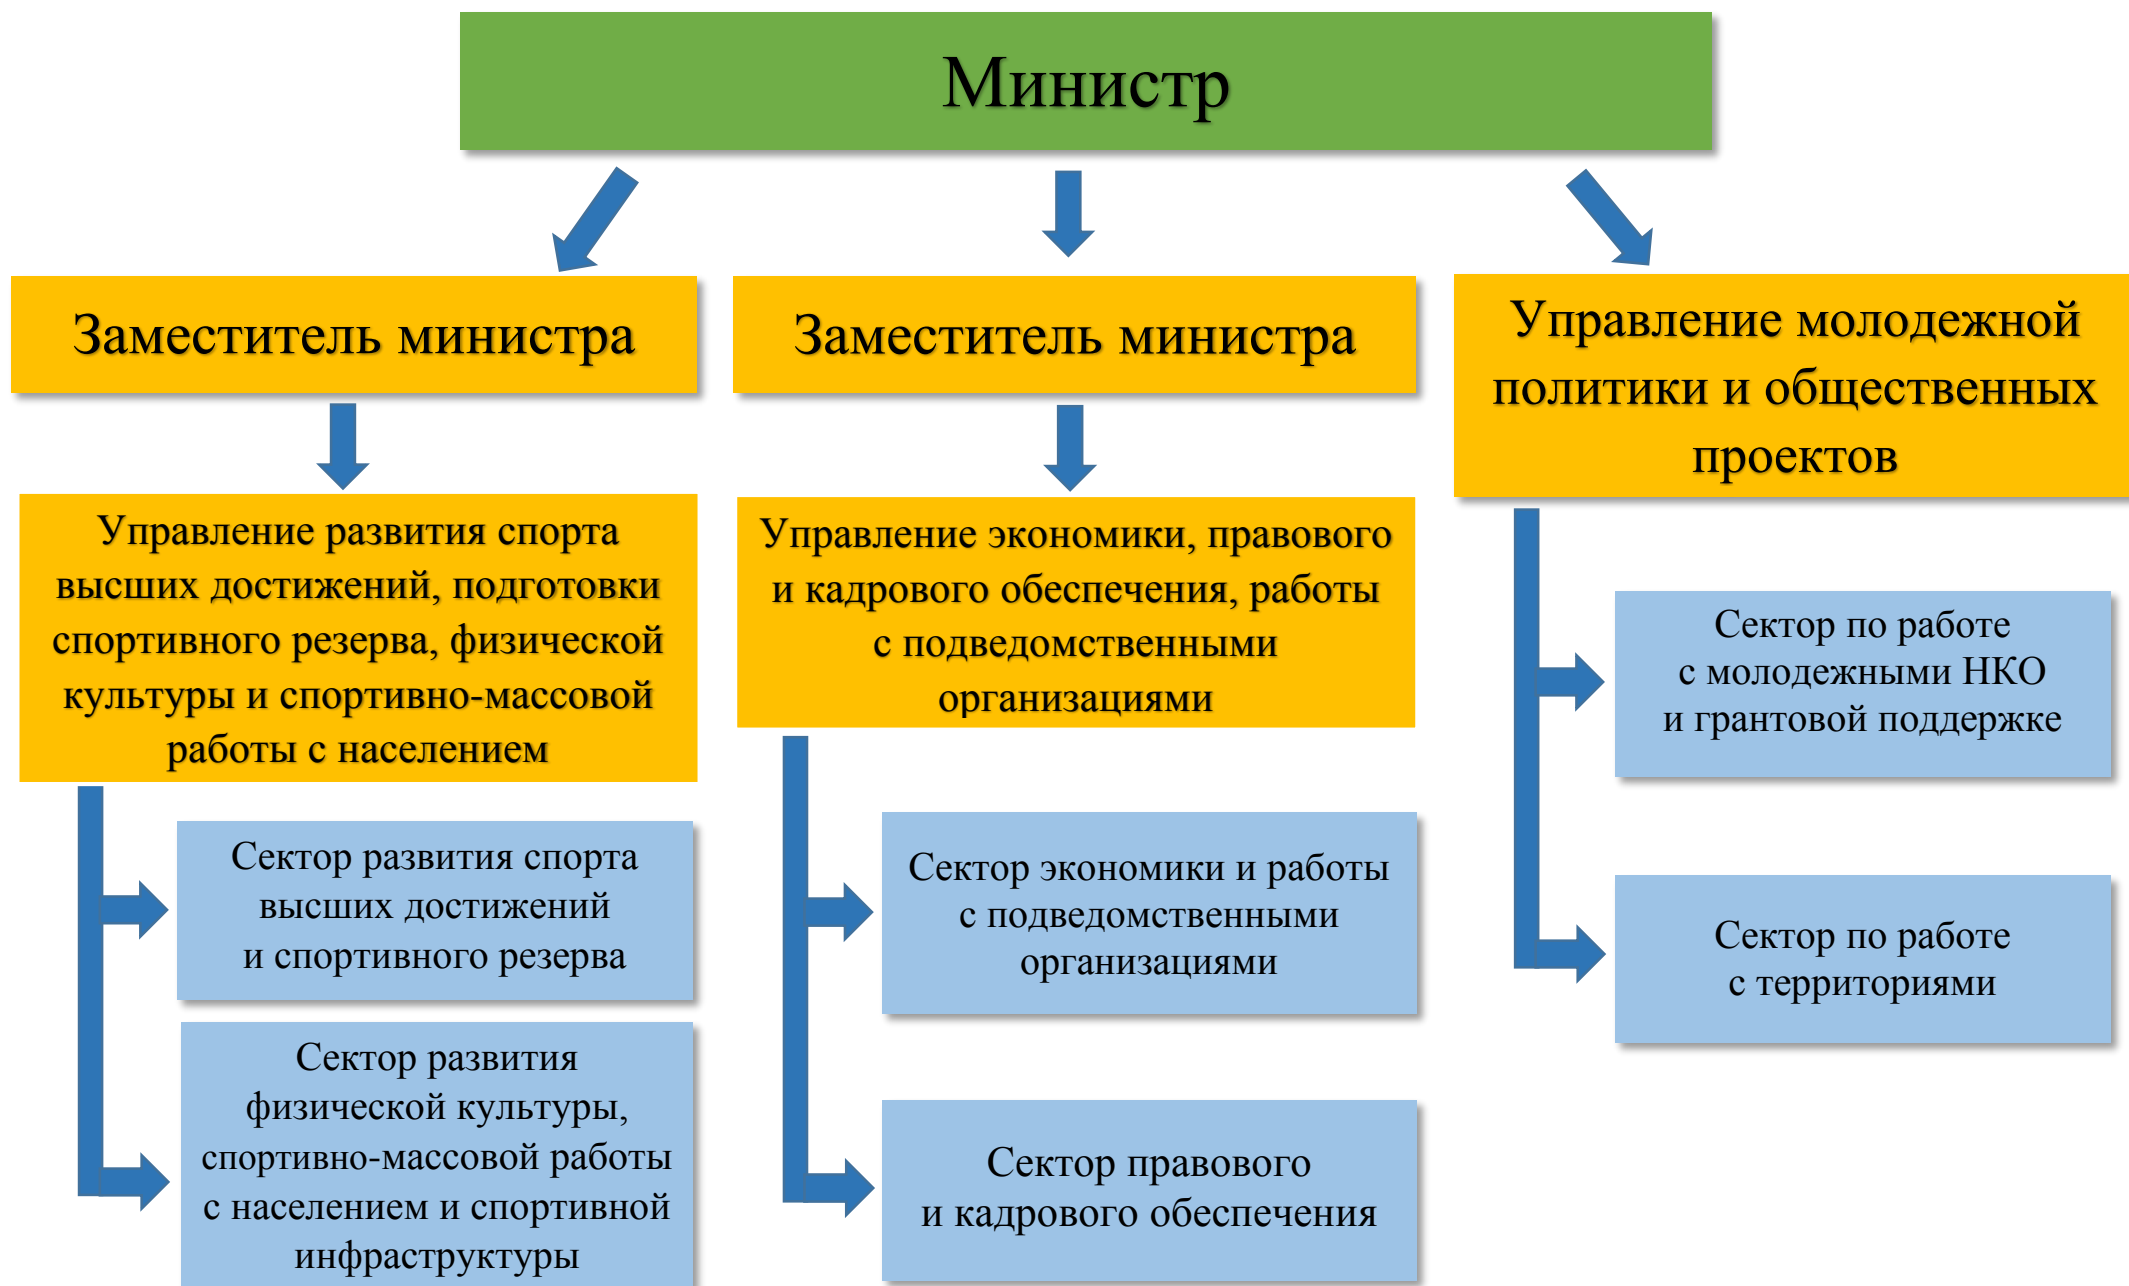 Министр
Заместитель министра
Заместитель министра
Управление молодежной
политики и общественных
проектов
Управление развития спорта
высших достижений, подготовки
спортивного резерва, физической
культуры и спортивно-массовой
работы с населением
Управление экономики, правового
и кадрового обеспечения, работы
с подведомственными
организациями
Сектор по работе
с молодежными НКО
и грантовой поддержке
Сектор развития спорта
высших достижений
и спортивного резерва
Сектор экономики и работы
с подведомственными
организациями
Сектор по работе
с территориями
Сектор развития
физической культуры,
спортивно-массовой работы
с населением и спортивной
инфраструктуры
Сектор правового
и кадрового обеспечения